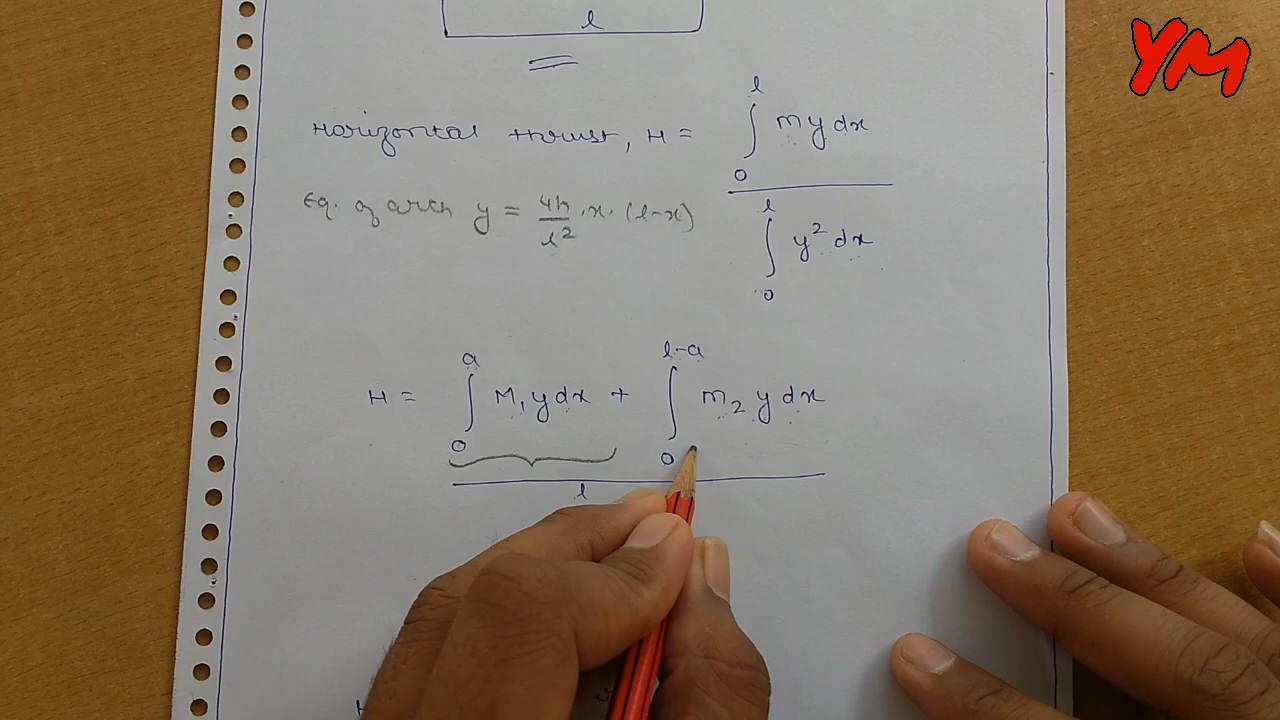 YM
l
Horizontal thrust, H = ∫₀ˡ My dx / ∫₀ˡ y² dx
Eq. of arch y = 4h/l² · x · (l-x)
H = ∫₀ᵃ M₁ y dx + ∫₀ˡ⁻ᵃ M₂ y dx
l